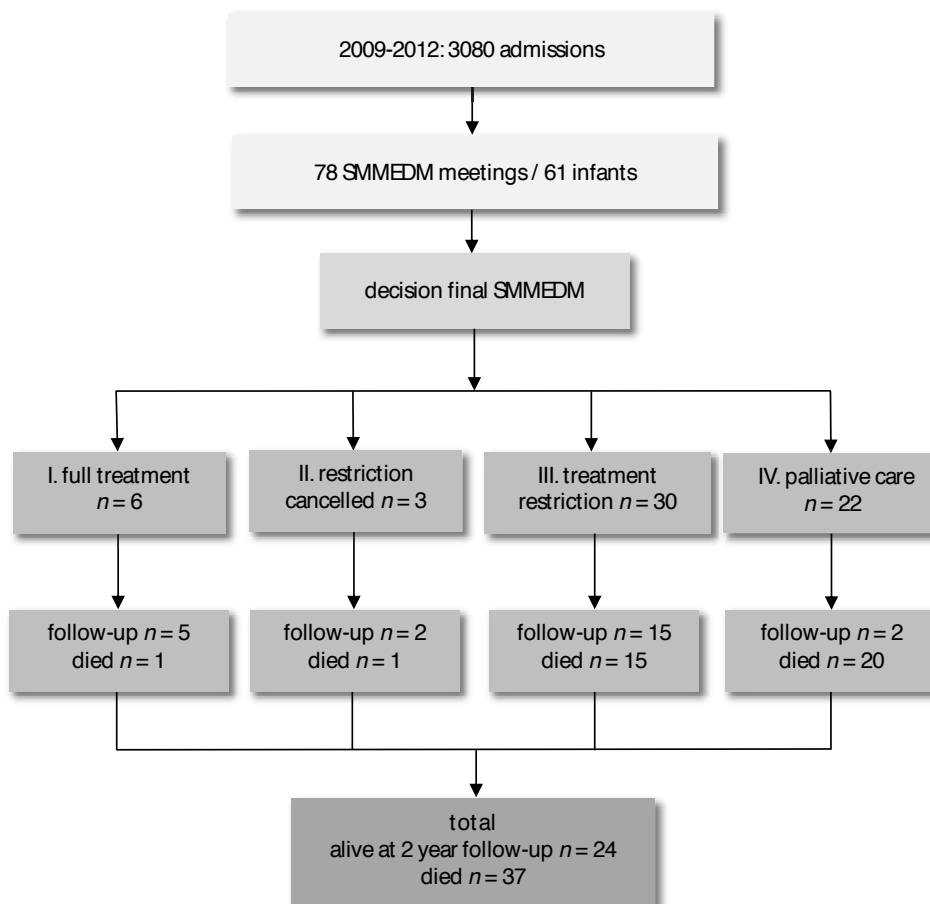 2009-2012: 3080 admissions
78 SMMEDM meetings / 61 infants
decision final SMMEDM
I. full treatment
n = 6
II. restriction
cancelled n = 3
III. treatment
restriction n = 30
IV. palliative care
n = 22
follow-up n = 5
died n = 1
follow-up n = 2
died n = 1
follow-up n = 15
died n = 15
follow-up n = 2
died n = 20
total
alive at 2 year follow-up n = 24
died n = 37